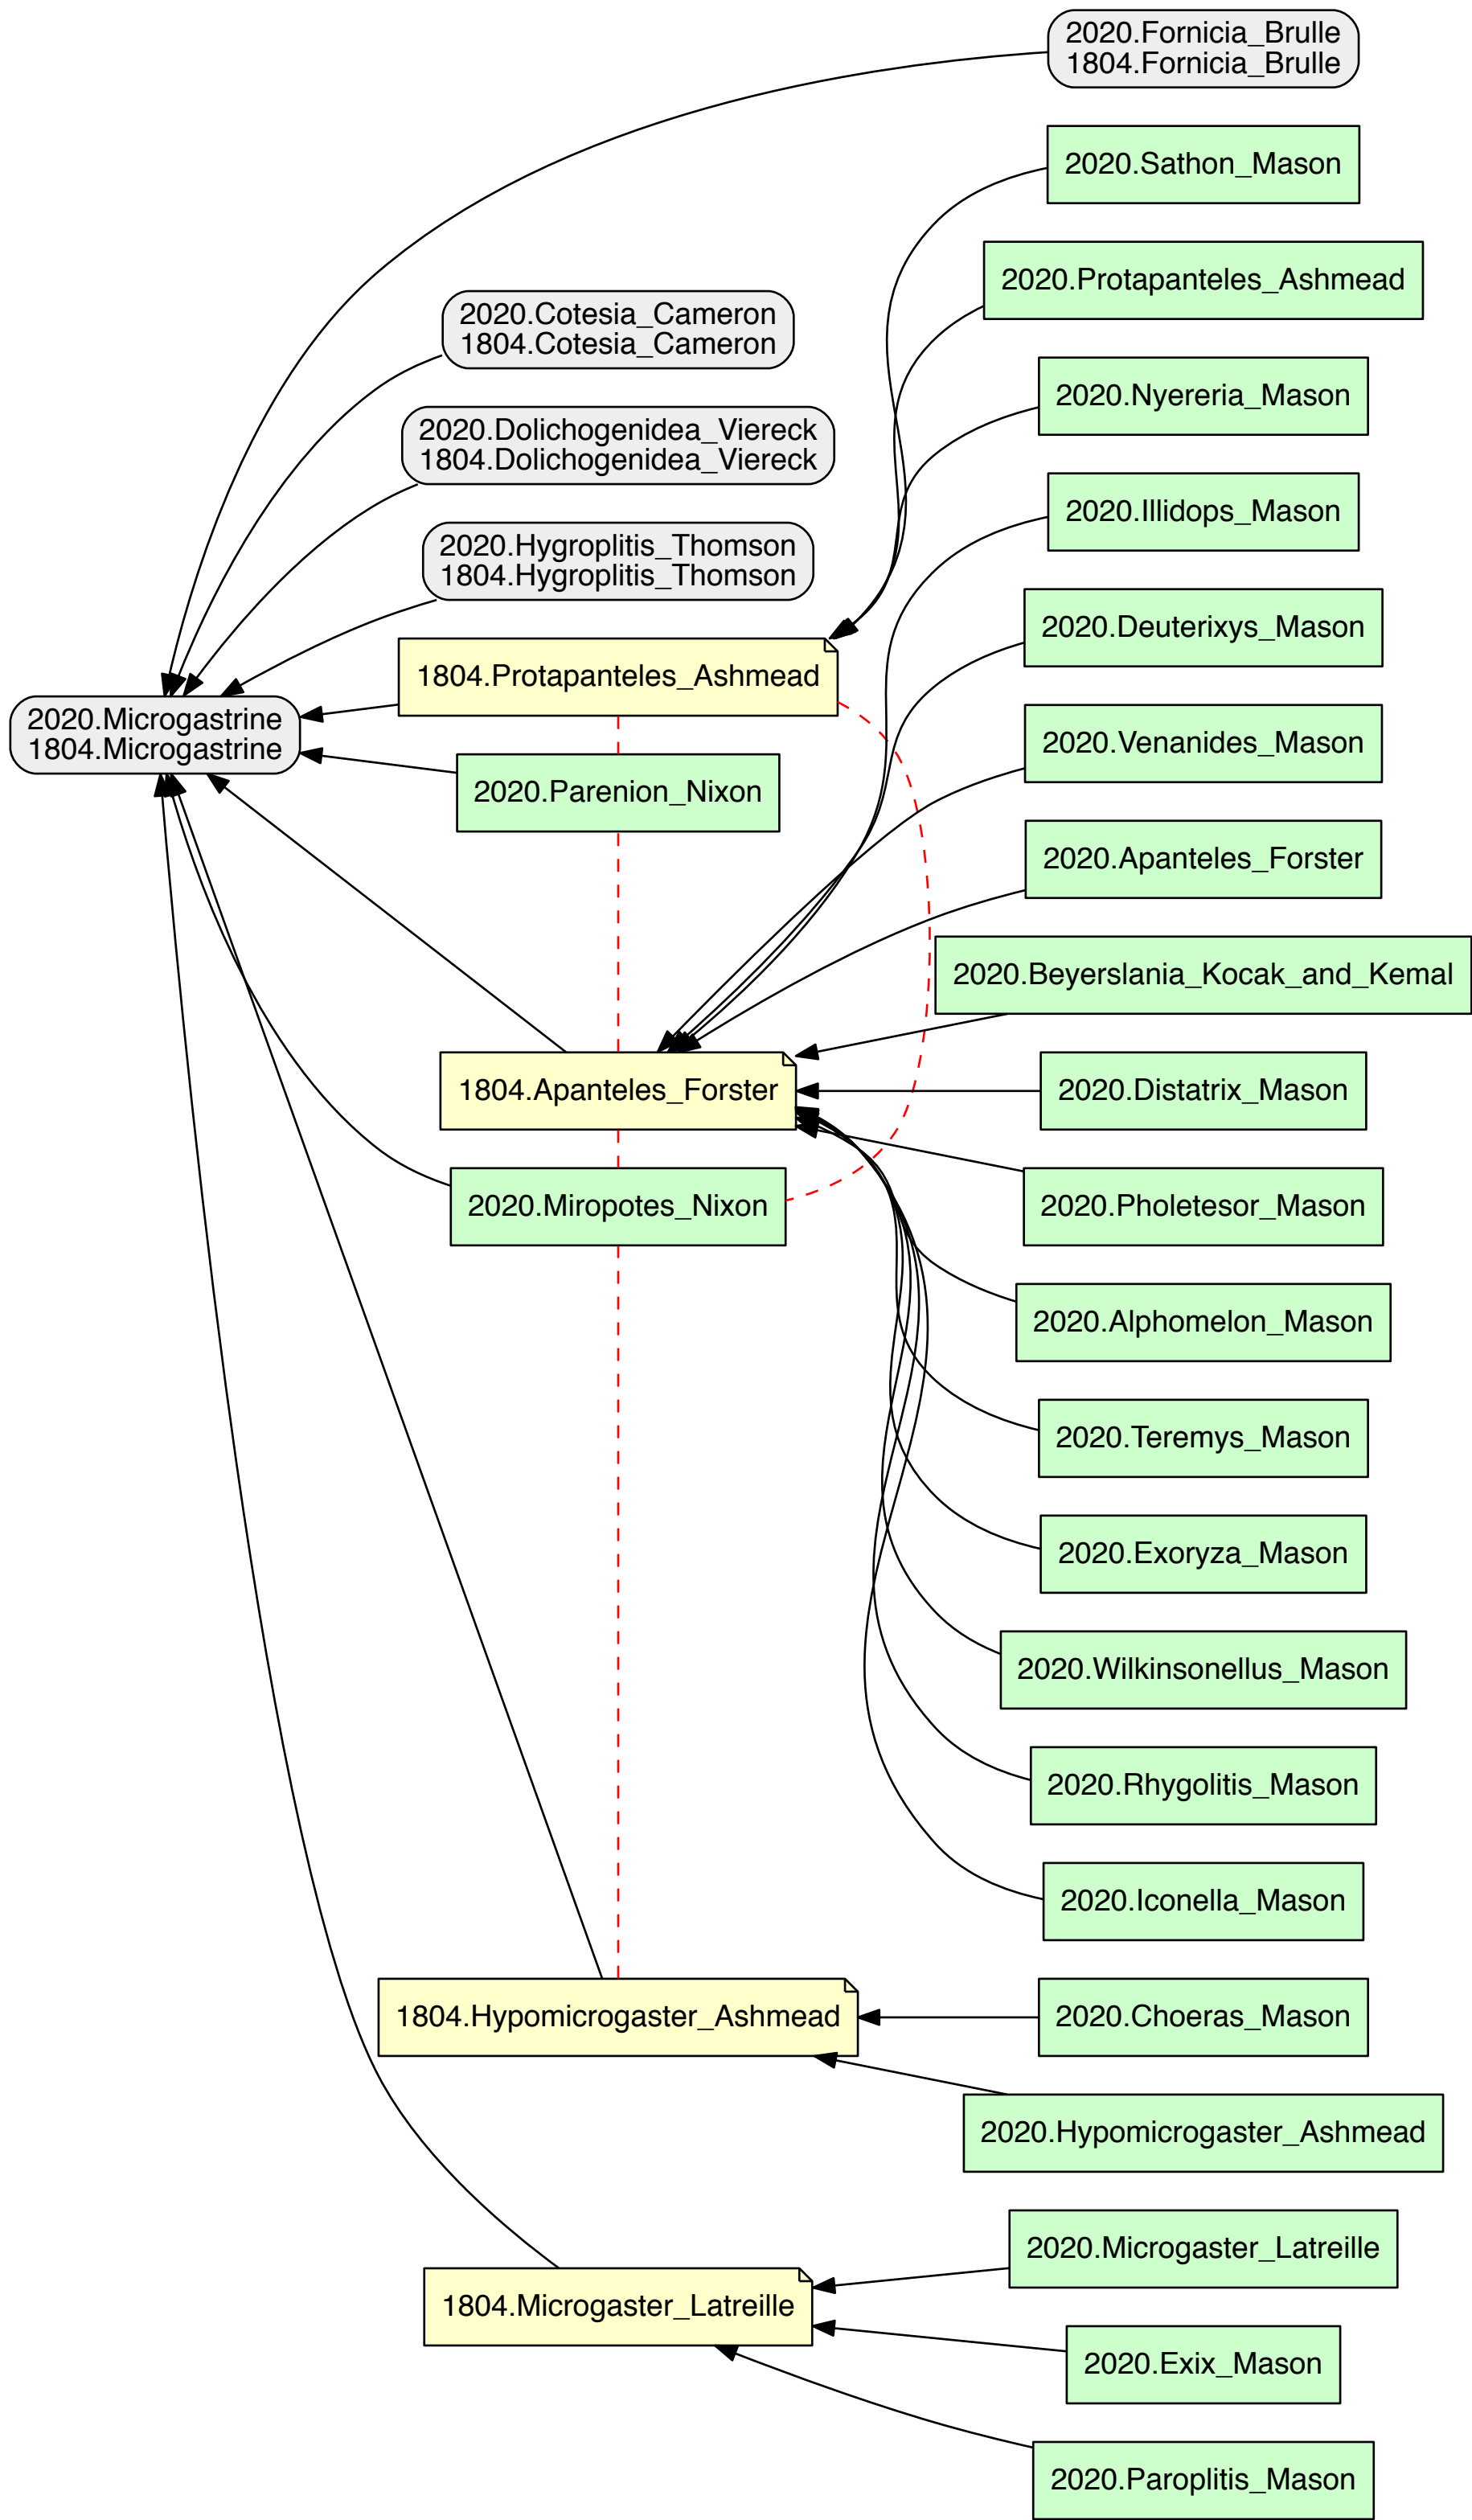 2020.Fornicia_Brulle
1804.Fornicia_Brulle
2020.Sathon_Mason
2020.Protapanteles_Ashmead
2020.Cotesia_Cameron
1804.Cotesia_Cameron
2020.Nyereria_Mason
2020.Dolichogenidea_Viereck
1804.Dolichogenidea_Viereck
2020.Illidops_Mason
2020.Hygroplitis_Thomson
1804.Hygroplitis_Thomson
2020.Deuterixys_Mason
1804.Protapanteles_Ashmead
2020.Microgastrine
1804.Microgastrine
2020.Venanides_Mason
2020.Parenion_Nixon
2020.Apanteles_Forster
2020.Beyerslania_Kocak_and_Kemal
1804.Apanteles_Forster
2020.Distatrix_Mason
2020.Miropotes_Nixon
2020.Pholetesor_Mason
2020.Alphomelon_Mason
2020.Teremys_Mason
2020.Exoryza_Mason
2020.Wilkinsonellus_Mason
2020.Rhygolitis_Mason
2020.Iconella_Mason
1804.Hypomicrogaster_Ashmead
2020.Choeras_Mason
2020.Hypomicrogaster_Ashmead
2020.Microgaster_Latreille
1804.Microgaster_Latreille
2020.Exix_Mason
2020.Paroplitis_Mason